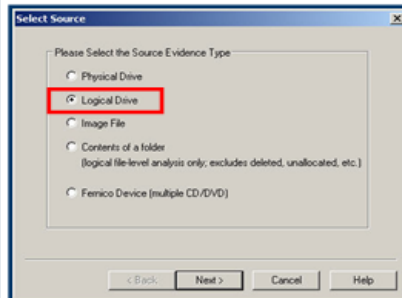 Select Source
Please Select the Source Evidence Type
Physical Drive
Logical Drive
Image File
Contents of a folder
(logical file-level analysis only; excludes deleted, unallocated, etc.)
Fernico Device (multiple CD/DVD)
< Back
Next >
Cancel
Help